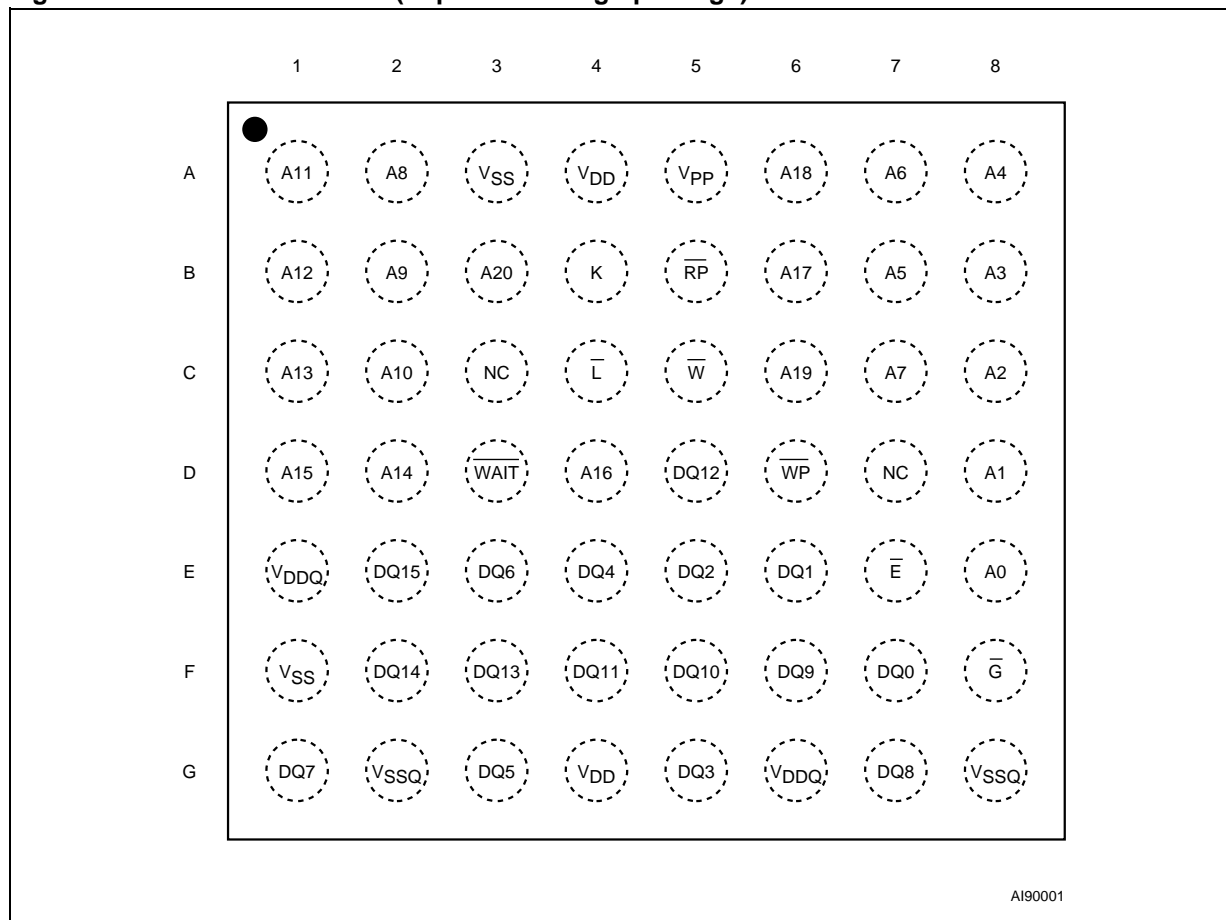 1 2 3 4 5 6 7 8
A A11 A8 VSS VDD VPP A18 A6 A4
B A12 A9 A20 K R̅P̅ A17 A5 A3
C A13 A10 NC L̅ W̅ A19 A7 A2
D A15 A14 W̅A̅I̅T̅ A16 DQ12 W̅P̅ NC A1
E VDDQ DQ15 DQ6 DQ4 DQ2 DQ1 E̅ A0
F VSS DQ14 DQ13 DQ11 DQ10 DQ9 DQ0 G̅
G DQ7 VSSQ DQ5 VDD DQ3 VDDQ DQ8 VSSQ
AI90001